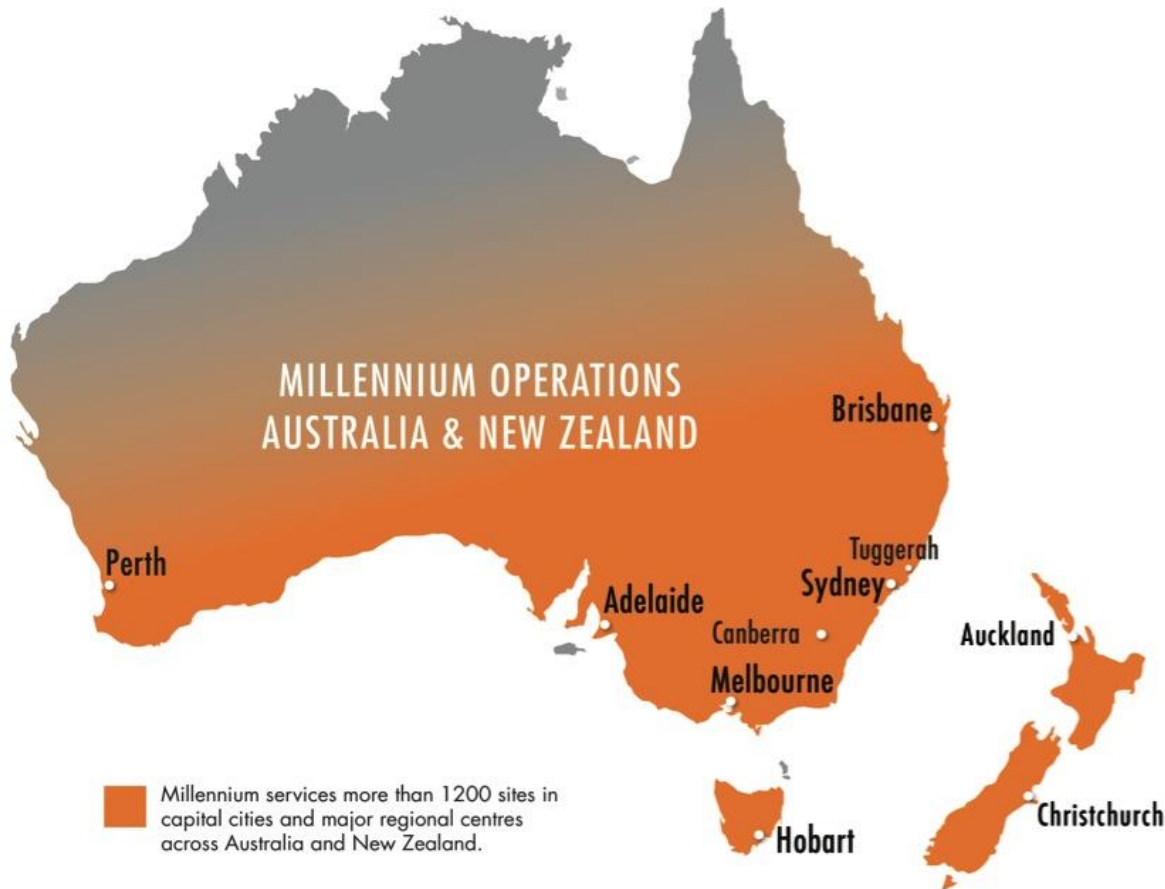 MILLENNIUM OPERATIONS
AUSTRALIA & NEW ZEALAND
Brisbane
Tuggerah
Perth
Sydney
Adelaide
Canberra
Auckland
Melbourne
Millennium services more than 1200 sites in
capital cities and major regional centres
across Australia and New Zealand.
Christchurch
Hobart